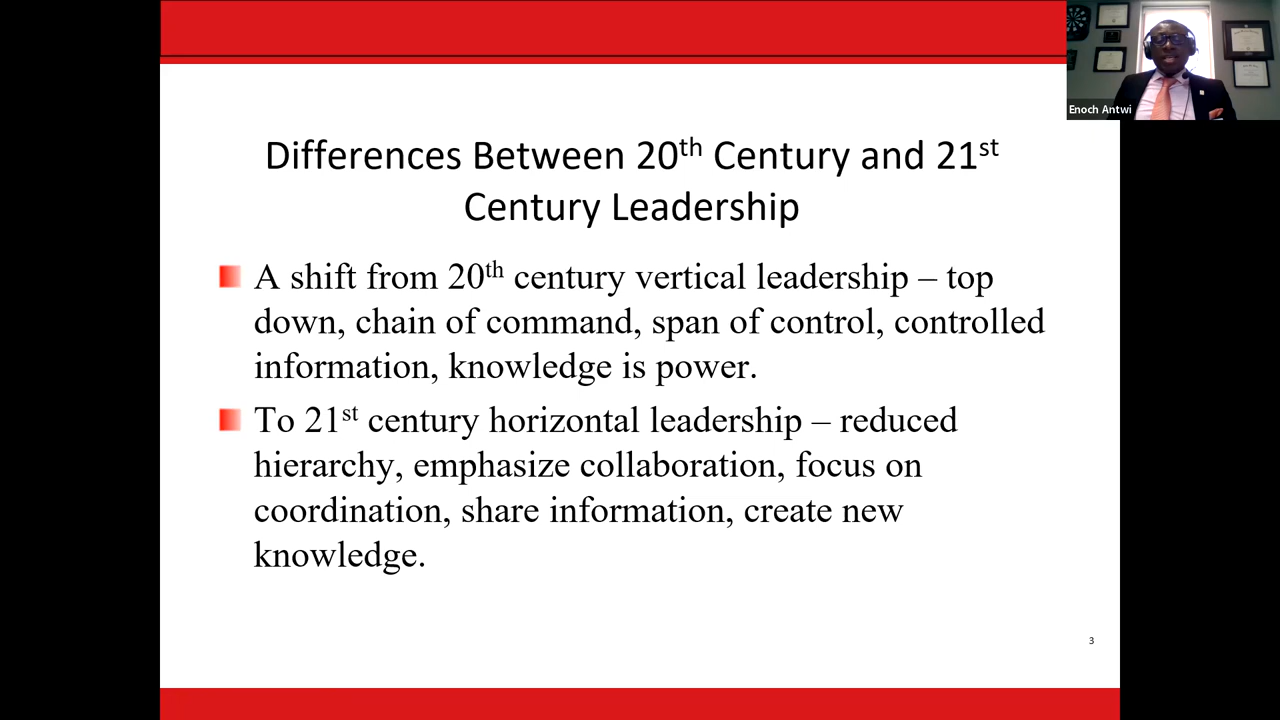 Enoch Antwi
Differences Between 20th Century and 21st
Century Leadership
A shift from 20th century vertical leadership – top
down, chain of command, span of control, controlled
information, knowledge is power.
To 21st century horizontal leadership – reduced
hierarchy, emphasize collaboration, focus on
coordination, share information, create new
knowledge.
3